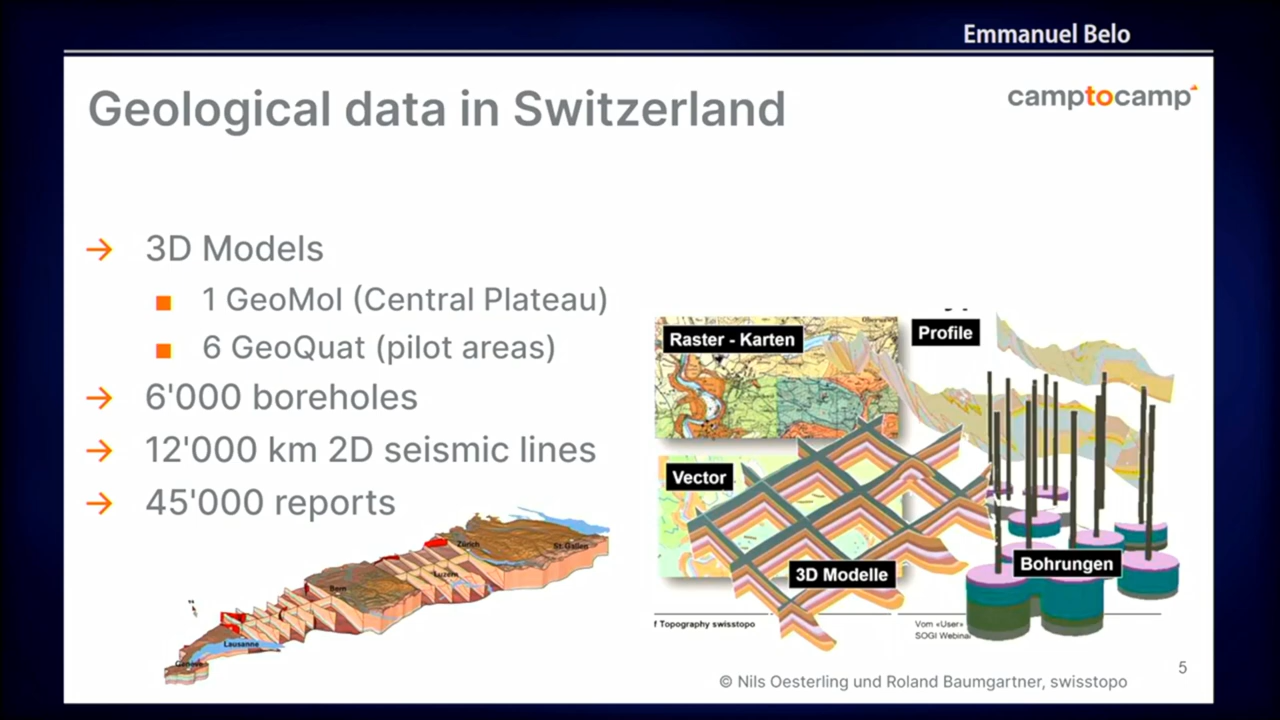 Emmanuel Belo
Geological data in Switzerland
camptocamp
→ 3D Models
■ 1 GeoMol (Central Plateau)
■ 6 GeoQuat (pilot areas)
→ 6'000 boreholes
→ 12'000 km 2D seismic lines
→ 45'000 reports
Raster - Karten
Profile
Vector
3D Modelle
Bohrungen
Zürich
St. Gallen
Luzern
Bern
Lausanne
Genève
f Topography swisstopo
Vom «User»
SOGI Webinar
5
© Nils Oesterling und Roland Baumgartner, swisstopo